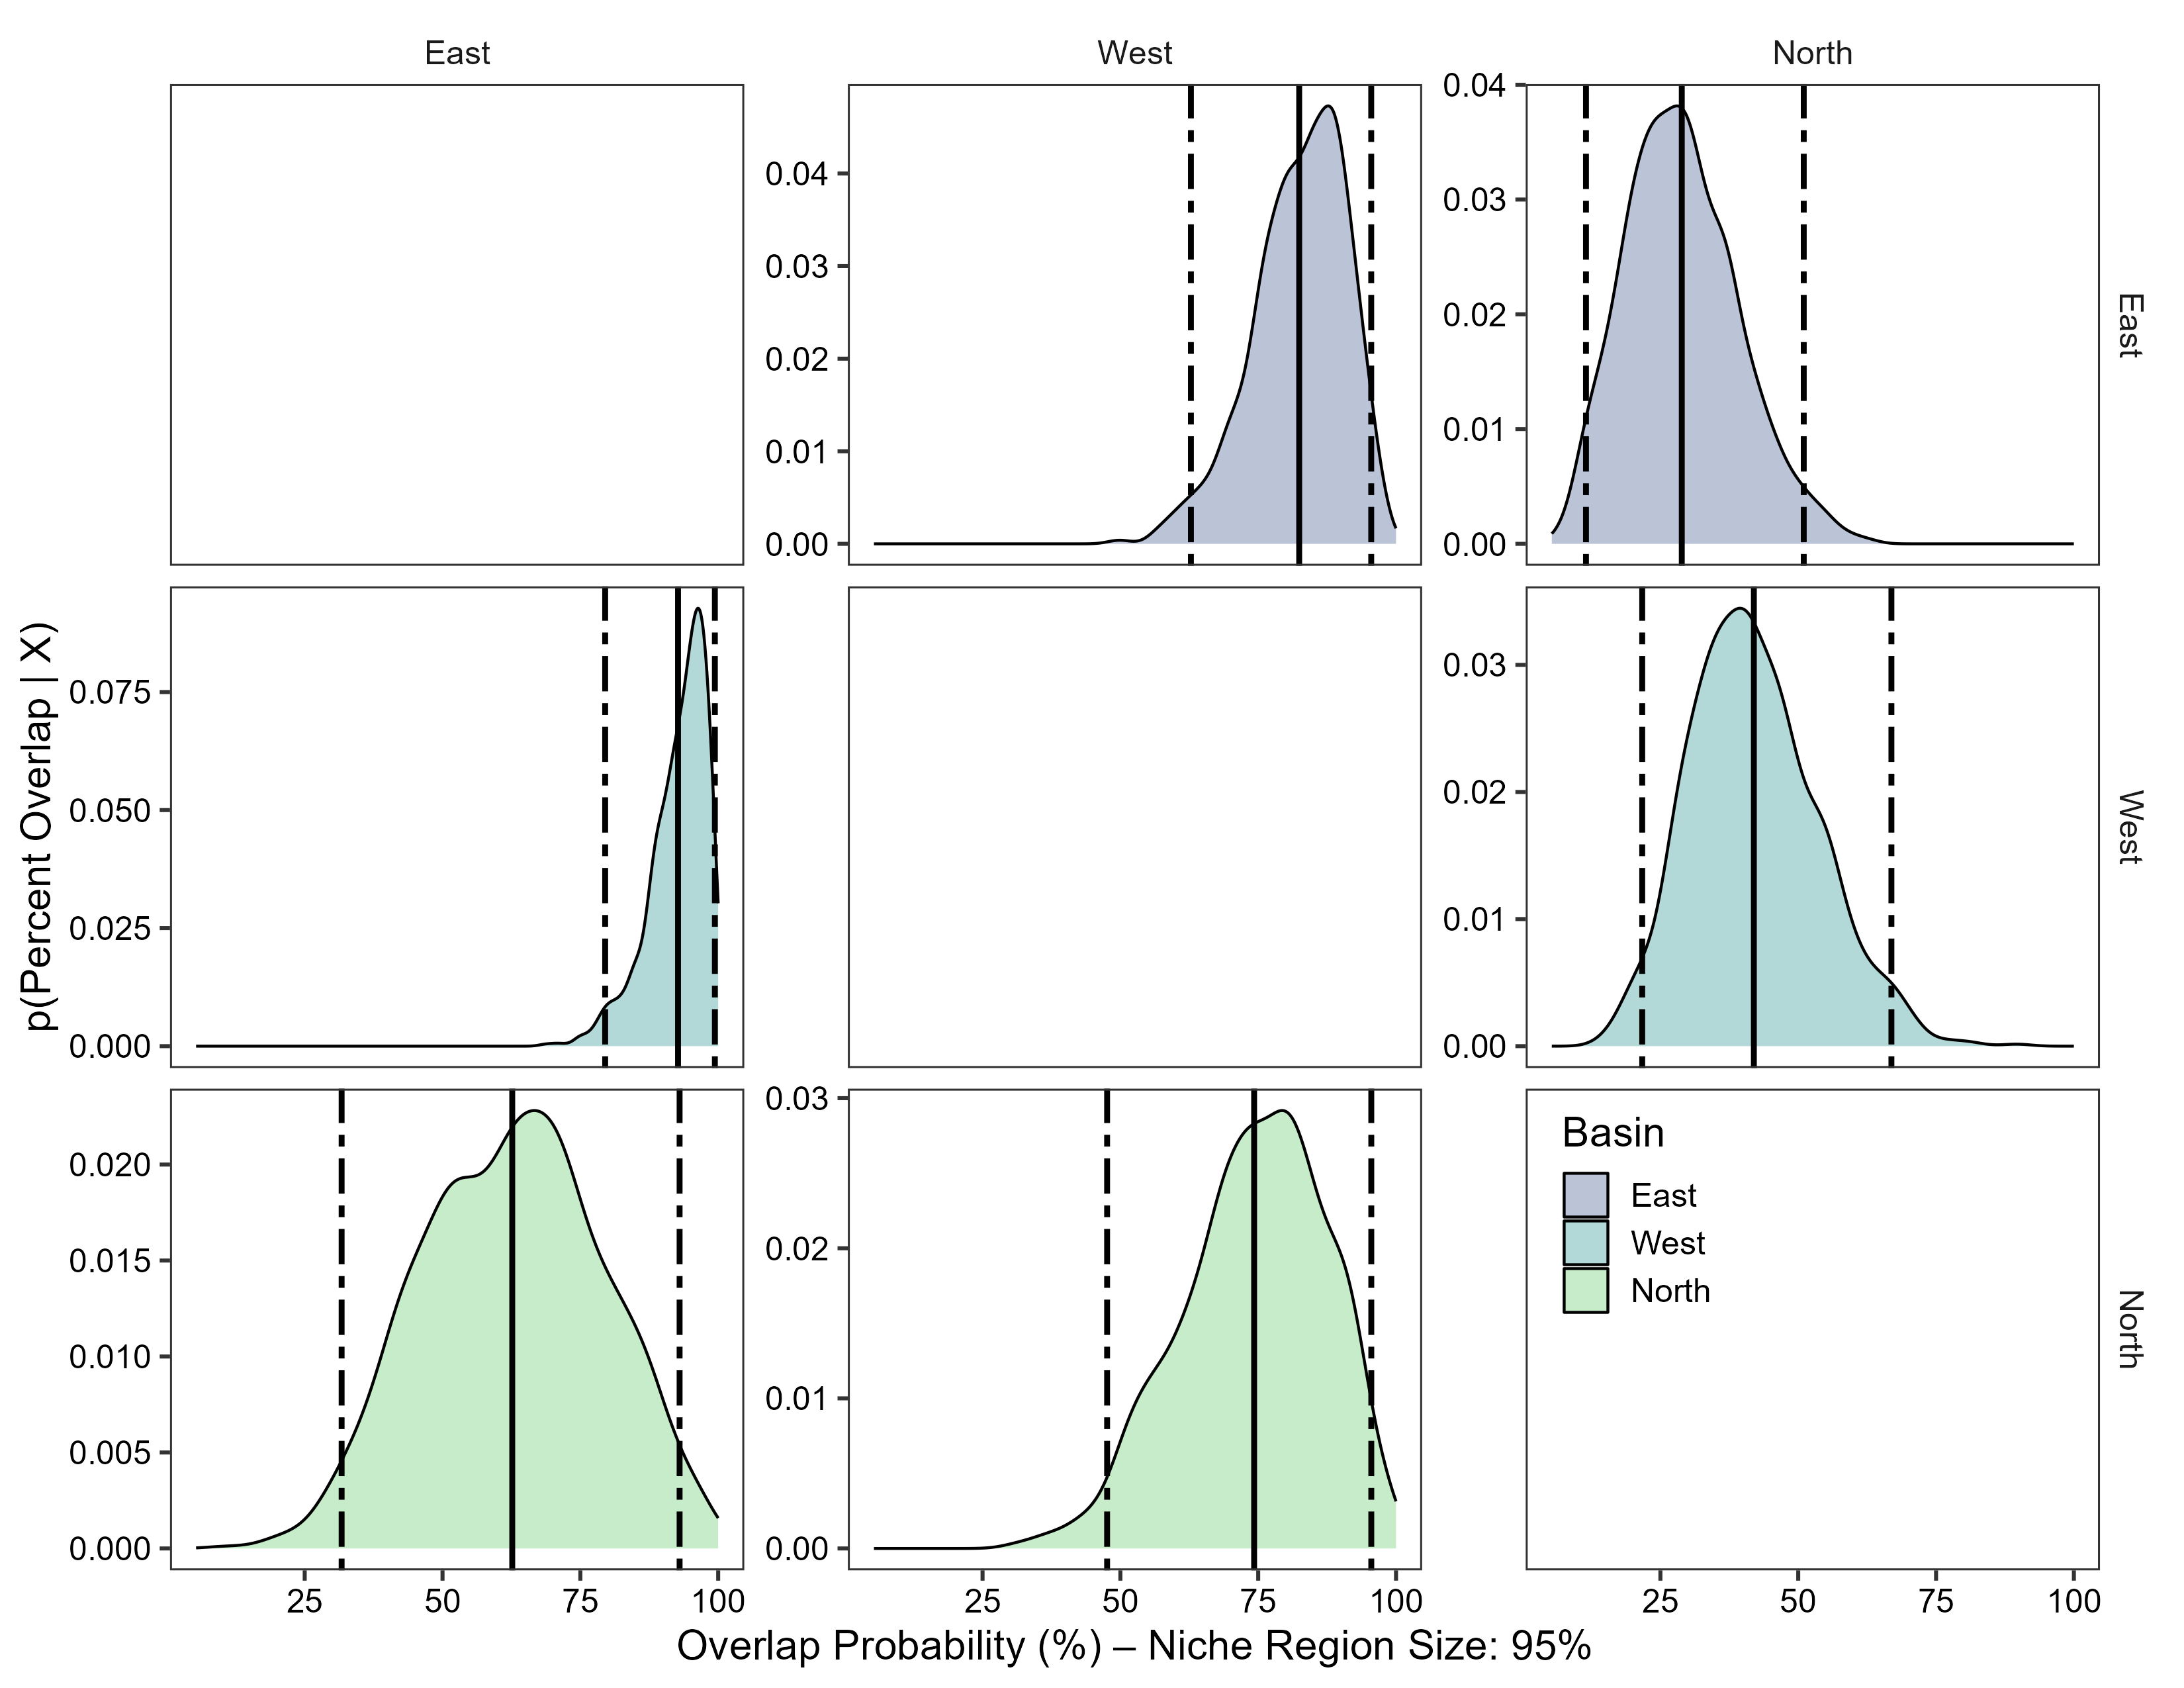 East
West
North
0.04
0.03
0.02
0.01
0.00
0.04
0.03
0.02
0.01
0.00
East
p(Percent Overlap | X)
0.075
0.050
0.025
0.000
0.03
0.02
0.01
0.00
West
0.020
0.015
0.010
0.005
0.000
0.03
0.02
0.01
0.00
Basin
East
West
North
North
25 50 75 100
25 50 75 100
25 50 75 100
Overlap Probability (%) – Niche Region Size: 95%